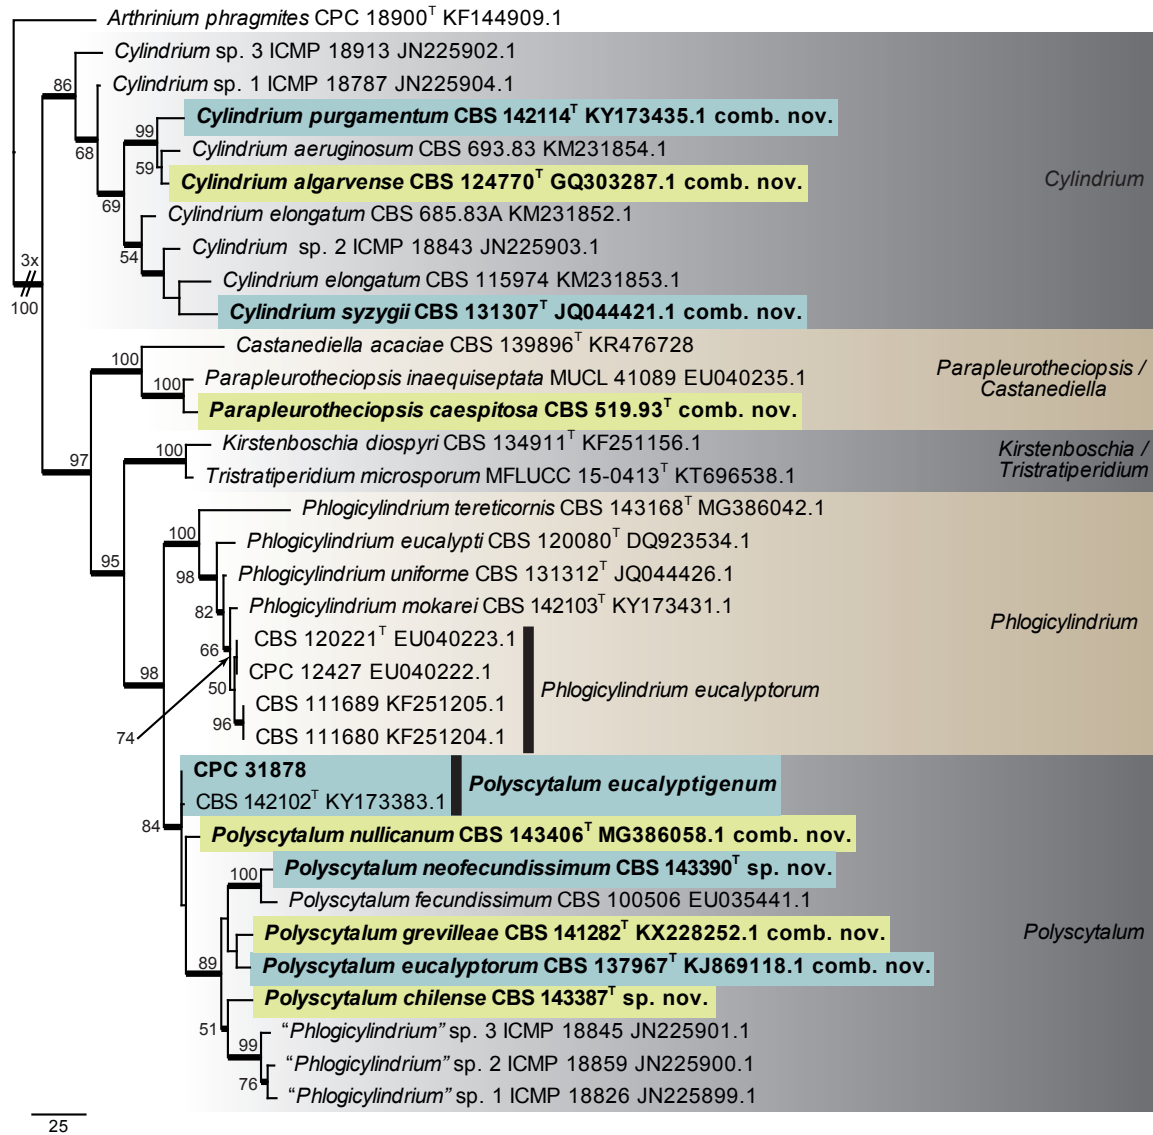 Arthrinium phragmites CPC 18900T KF144909.1
Cylindrium sp. 3 ICMP 18913 JN225902.1
86
Cylindrium sp. 1 ICMP 18787 JN225904.1
Cylindrium purgamentum CBS 142114T KY173435.1 comb. nov.
99
Cylindrium aeruginosum CBS 693.83 KM231854.1
68
59
Cylindrium algarvense CBS 124770T GQ303287.1 comb. nov.
Cylindrium
69
Cylindrium elongatum CBS 685.83A KM231852.1
Cylindrium sp. 2 ICMP 18843 JN225903.1
54
3x
Cylindrium elongatum CBS 115974 KM231853.1
100
Cylindrium syzygii CBS 131307T JQ044421.1 comb. nov.
Castanediella acaciae CBS 139896T KR476728
100
Parapleurotheciopsis /
Castanediella
Parapleurotheciopsis inaequiseptata MUCL 41089 EU040235.1
100
Parapleurotheciopsis caespitosa CBS 519.93T comb. nov.
Kirstenboschia diospyri CBS 134911T KF251156.1
100
Kirstenboschia /
Tristratiperidium
97
Tristratiperidium microsporum MFLUCC 15-0413T KT696538.1
Phlogicylindrium tereticornis CBS 143168T MG386042.1
100
Phlogicylindrium eucalypti CBS 120080T DQ923534.1
95
98
Phlogicylindrium uniforme CBS 131312T JQ044426.1
82
Phlogicylindrium mokarei CBS 142103T KY173431.1
Phlogicylindrium
CBS 120221T EU040223.1
66
CPC 12427 EU040222.1
98
50
Phlogicylindrium eucalyptorum
CBS 111689 KF251205.1
96
74
CBS 111680 KF251204.1
CPC 31878
Polyscytalum eucalyptigenum
CBS 142102T KY173383.1
84
Polyscytalum nullicanum CBS 143406T MG386058.1 comb. nov.
Polyscytalum neofecundissimum CBS 143390T sp. nov.
100
Polyscytalum fecundissimum CBS 100506 EU035441.1
Polyscytalum grevilleae CBS 141282T KX228252.1 comb. nov.
Polyscytalum
89
Polyscytalum eucalyptorum CBS 137967T KJ869118.1 comb. nov.
Polyscytalum chilense CBS 143387T sp. nov.
51
"Phlogicylindrium" sp. 3 ICMP 18845 JN225901.1
99
"Phlogicylindrium" sp. 2 ICMP 18859 JN225900.1
76
"Phlogicylindrium" sp. 1 ICMP 18826 JN225899.1
25